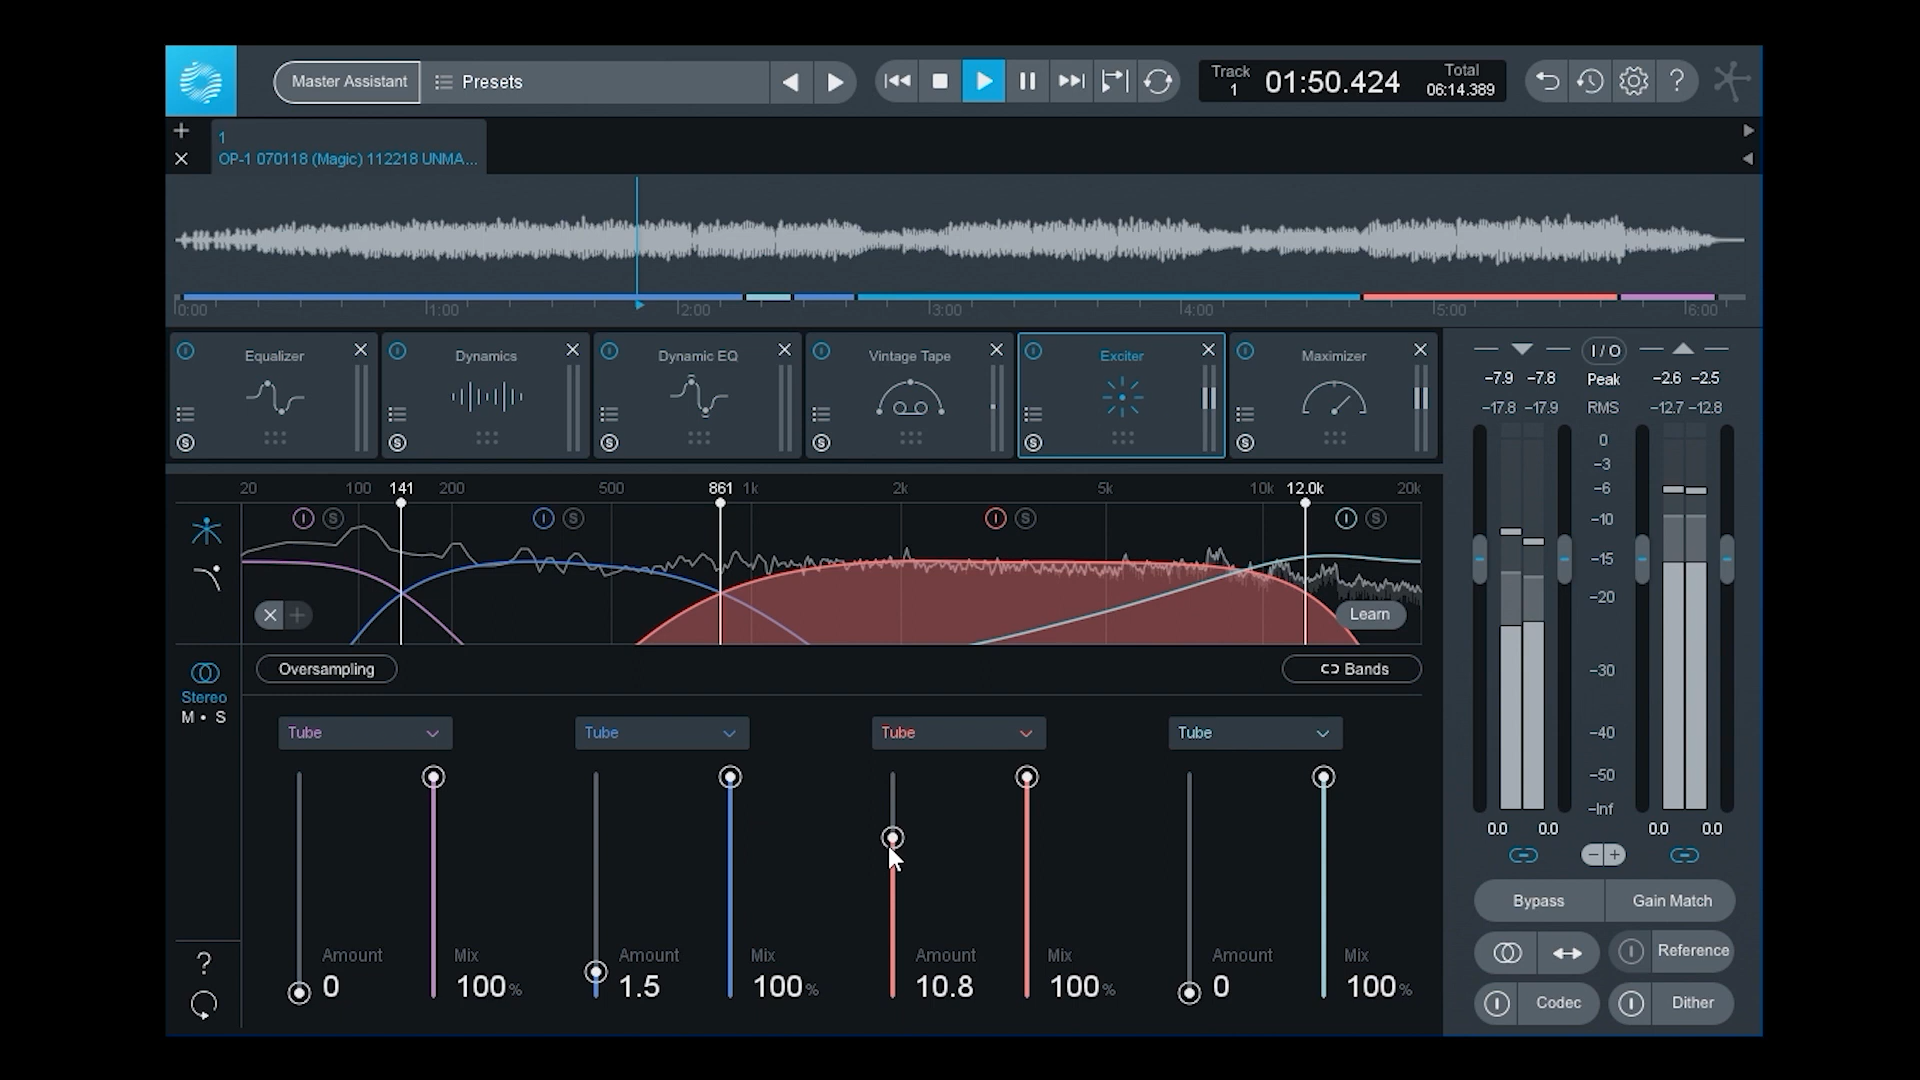 Master Assistant
Presets
Track
1
01:50.424
Total
06:14.389
?
1
OP-1 070118 (Magic) 112218 UNMA...
0:00 1:00 2:00 3:00 4:00 5:00 6:00
Equalizer
Dynamics
Dynamic EQ
Vintage Tape
Exciter
Maximizer
S S S S S S
I / O
-7.9 -7.8 Peak -2.6 -2.5
-17.8 -17.9 RMS -12.7 -12.8
0
-3
-6
-10
-15
-20
-30
-40
-50
-Inf
0.0 0.0 0.0 0.0
20 100 141 200 500 861 1k 2k 5k 10k 12.0k 20k
S S S S
Learn
Oversampling
Bands
Stereo
M • S
Tube Tube Tube Tube
Amount Mix Amount Mix Amount Mix Amount Mix
0 100% 1.5 100% 10.8 100% 0 100%
?
Bypass
Gain Match
Reference
Codec
Dither